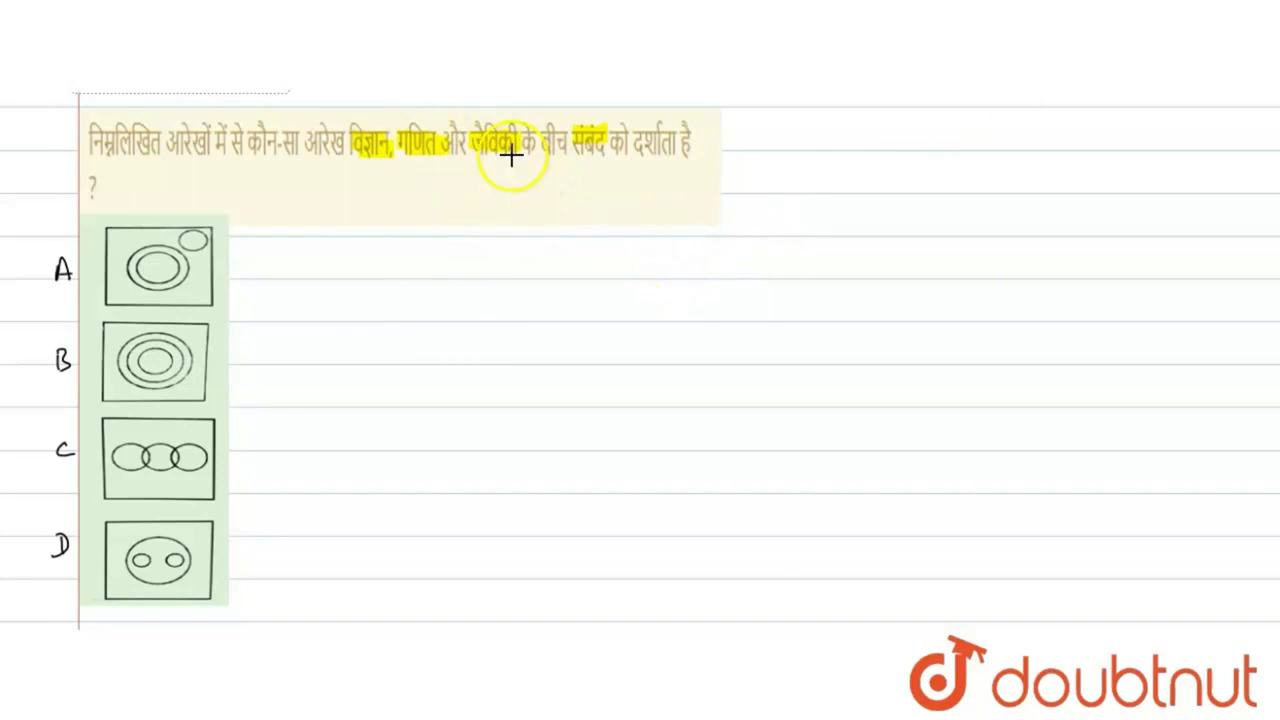 निम्नलिखित आरेखों में से कौन-सा आरेख विज्ञान, गणित और जैविकी के बीच संबंद को दर्शाता है
?
A
B
C
D
doubtnut